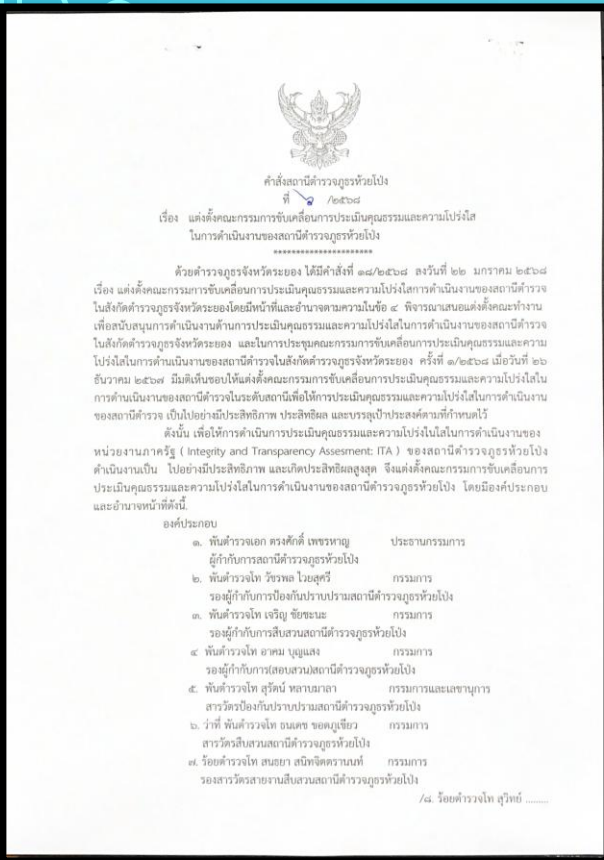 คำสั่งสถานีตำรวจภูธรห้วยโป่ง
ที่ ๖ /๒๕๖๘
เรื่อง แต่งตั้งคณะกรรมการขับเคลื่อนการประเมินคุณธรรมและความโปร่งใส
ในการดำเนินงานของสถานีตำรวจภูธรห้วยโป่ง
**********************
ด้วยตำรวจภูธรจังหวัดระยอง ได้มีคำสั่งที่ ๑๘/๒๕๖๘ ลงวันที่ ๒๒ มกราคม ๒๕๖๘
เรื่อง แต่งตั้งคณะกรรมการขับเคลื่อนการประเมินคุณธรรมและความโปร่งใสการดำเนินงานของสถานีตำรวจ
ในสังกัดตำรวจภูธรจังหวัดระยองโดยมีหน้าที่และอำนาจตามความในข้อ ๔ พิจารณาเสนอแต่งตั้งคณะทำงาน
เพื่อสนับสนุนการดำเนินงานด้านการประเมินคุณธรรมและความโปร่งใสในการดำเนินงานของสถานีตำรวจ
ในสังกัดตำรวจภูธรจังหวัดระยอง และในการประชุมคณะกรรมการขับเคลื่อนการประเมินคุณธรรมและความ
โปร่งใสในการดำเนินงานของสถานีตำรวจในสังกัดตำรวจภูธรจังหวัดระยอง ครั้งที่ ๑/๒๕๖๘ เมื่อวันที่ ๒๖
ธันวาคม ๒๕๖๗ มีมติเห็นชอบให้แต่งตั้งคณะกรรมการขับเคลื่อนการประเมินคุณธรรมและความโปร่งใสใน
การดำเนินงานของสถานีตำรวจในระดับสถานีเพื่อให้การประเมินคุณธรรมและความโปร่งใสในการดำเนินงาน
ของสถานีตำรวจ เป็นไปอย่างมีประสิทธิภาพ ประสิทธิผล และบรรลุเป้าประสงค์ตามที่กำหนดไว้
ดังนั้น เพื่อให้การดำเนินการประเมินคุณธรรมและความโปร่งในใสในการดำเนินงานของ
หน่วยงานภาครัฐ ( Integrity and Transparency Assesment: ITA ) ของสถานีตำรวจภูธรห้วยโป่ง
ดำเนินงานเป็น ไปอย่างมีประสิทธิภาพ และเกิดประสิทธิผลสูงสุด จึงแต่งตั้งคณะกรรมการขับเคลื่อนการ
ประเมินคุณธรรมและความโปร่งใสในการดำเนินงานของสถานีตำรวจภูธรห้วยโป่ง โดยมีองค์ประกอบ
และอำนาจหน้าที่ดังนี้.
องค์ประกอบ
๑. พันตำรวจเอก ตรงศักดิ์ เพชรหาญ ประธานกรรมการ
ผู้กำกับการสถานีตำรวจภูธรห้วยโป่ง
๒. พันตำรวจโท วัชรพล ไวยสุศรี กรรมการ
รองผู้กำกับการป้องกันปราบปรามสถานีตำรวจภูธรห้วยโป่ง
๓. พันตำรวจโท เจริญ ชัยชะนะ กรรมการ
รองผู้กำกับการสืบสวนสถานีตำรวจภูธรห้วยโป่ง
๔ พันตำรวจโท อาคม บุญแสง กรรมการ
รองผู้กำกับการ(สอบสวน)สถานีตำรวจภูธรห้วยโป่ง
๕. พันตำรวจโท สุรัตน์ หลาบมาลา กรรมการและเลขานุการ
สารวัตรป้องกันปราบปรามสถานีตำรวจภูธรห้วยโป่ง
๖. ว่าที่ พันตำรวจโท ธนเดช ขอดภูเขียว กรรมการ
สารวัตรสืบสวนสถานีตำรวจภูธรห้วยโป่ง
๗. ร้อยตำรวจโท สนธยา สนิทจิตตรานนท์ กรรมการ
รองสารวัตรสายงานสืบสวนสถานีตำรวจภูธรห้วยโป่ง
/๘. ร้อยตำรวจโท สุวิทย์ .........